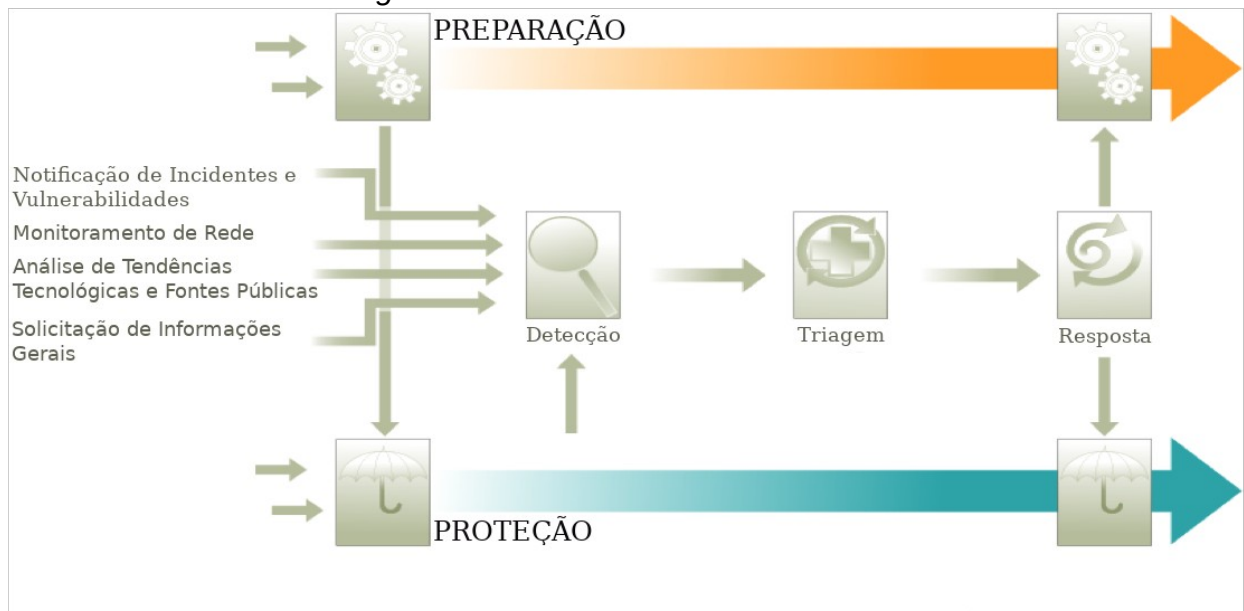 PREPARAÇÃO
Notificação de Incidentes e
Vulnerabilidades
Monitoramento de Rede
Análise de Tendências
Tecnológicas e Fontes Públicas
Solicitação de Informações
Gerais
Detecção
Triagem
Resposta
PROTEÇÃO